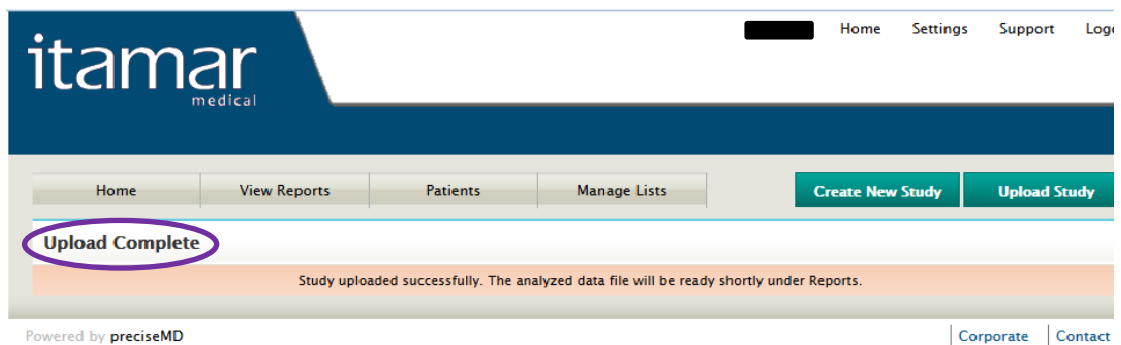 itamar
medical
Home Settings Support Logo
Home View Reports Patients Manage Lists Create New Study Upload Study
Upload Complete
Study uploaded successfully. The analyzed data file will be ready shortly under Reports.
Powered by preciseMD Corporate Contact